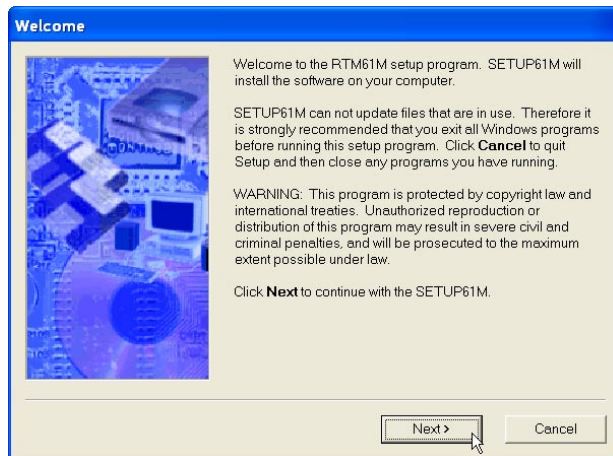 Welcome
Welcome to the RTM61M setup program. SETUP61M will
install the software on your computer.
SETUP61M can not update files that are in use. Therefore it
is strongly recommended that you exit all Windows programs
before running this setup program. Click Cancel to quit
Setup and then close any programs you have running.
WARNING: This program is protected by copyright law and
international treaties. Unauthorized reproduction or
distribution of this program may result in severe civil and
criminal penalties, and will be prosecuted to the maximum
extent possible under law.
Click Next to continue with the SETUP61M.
Next >
Cancel